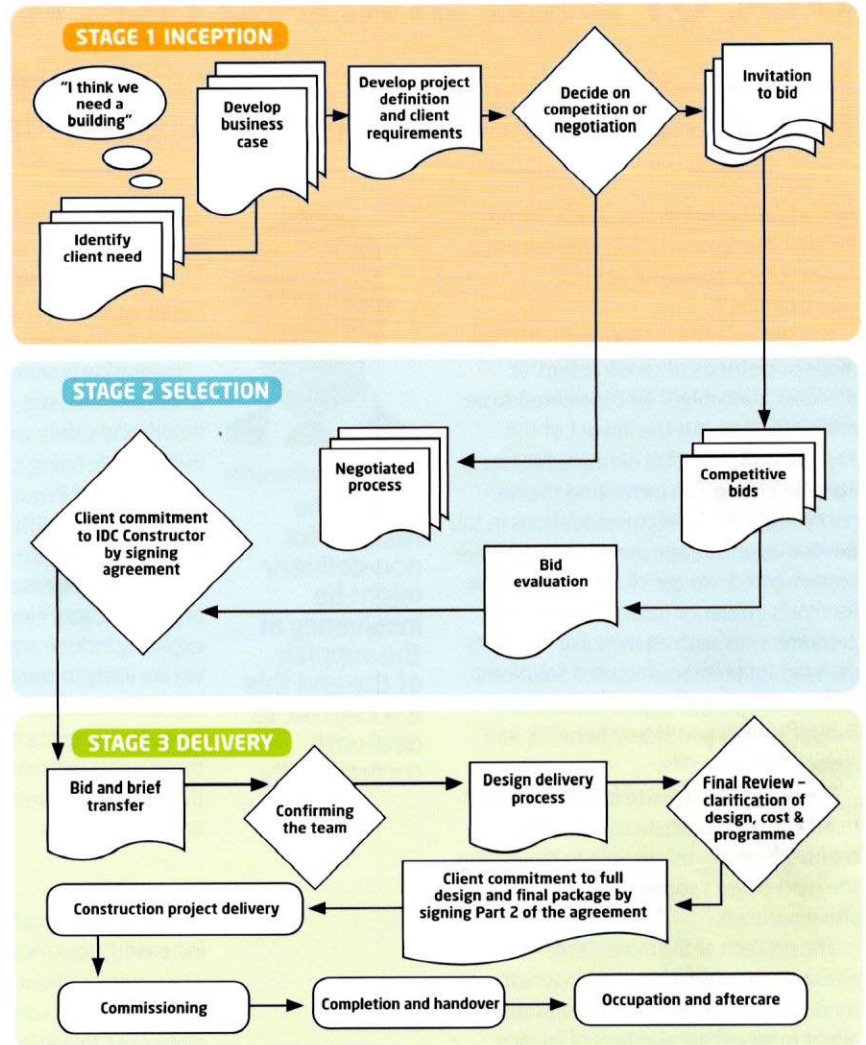 STAGE 1 INCEPTION
"I think we
need a
building"
Identify
client need
Develop
business
case
Develop project
definition
and client
requirements
Decide on
competition or
negotiation
Invitation
to bid
STAGE 2 SELECTION
Client commitment
to IDC Constructor
by signing
agreement
Negotiated
process
Competitive
bids
Bid
evaluation
STAGE 3 DELIVERY
Bid and brief
transfer
Confirming
the team
Design delivery
process
Final Review –
clarification of
design, cost &
programme
Client commitment to full
design and final package by
signing Part 2 of the agreement
Construction project delivery
Commissioning
Completion and handover
Occupation and aftercare